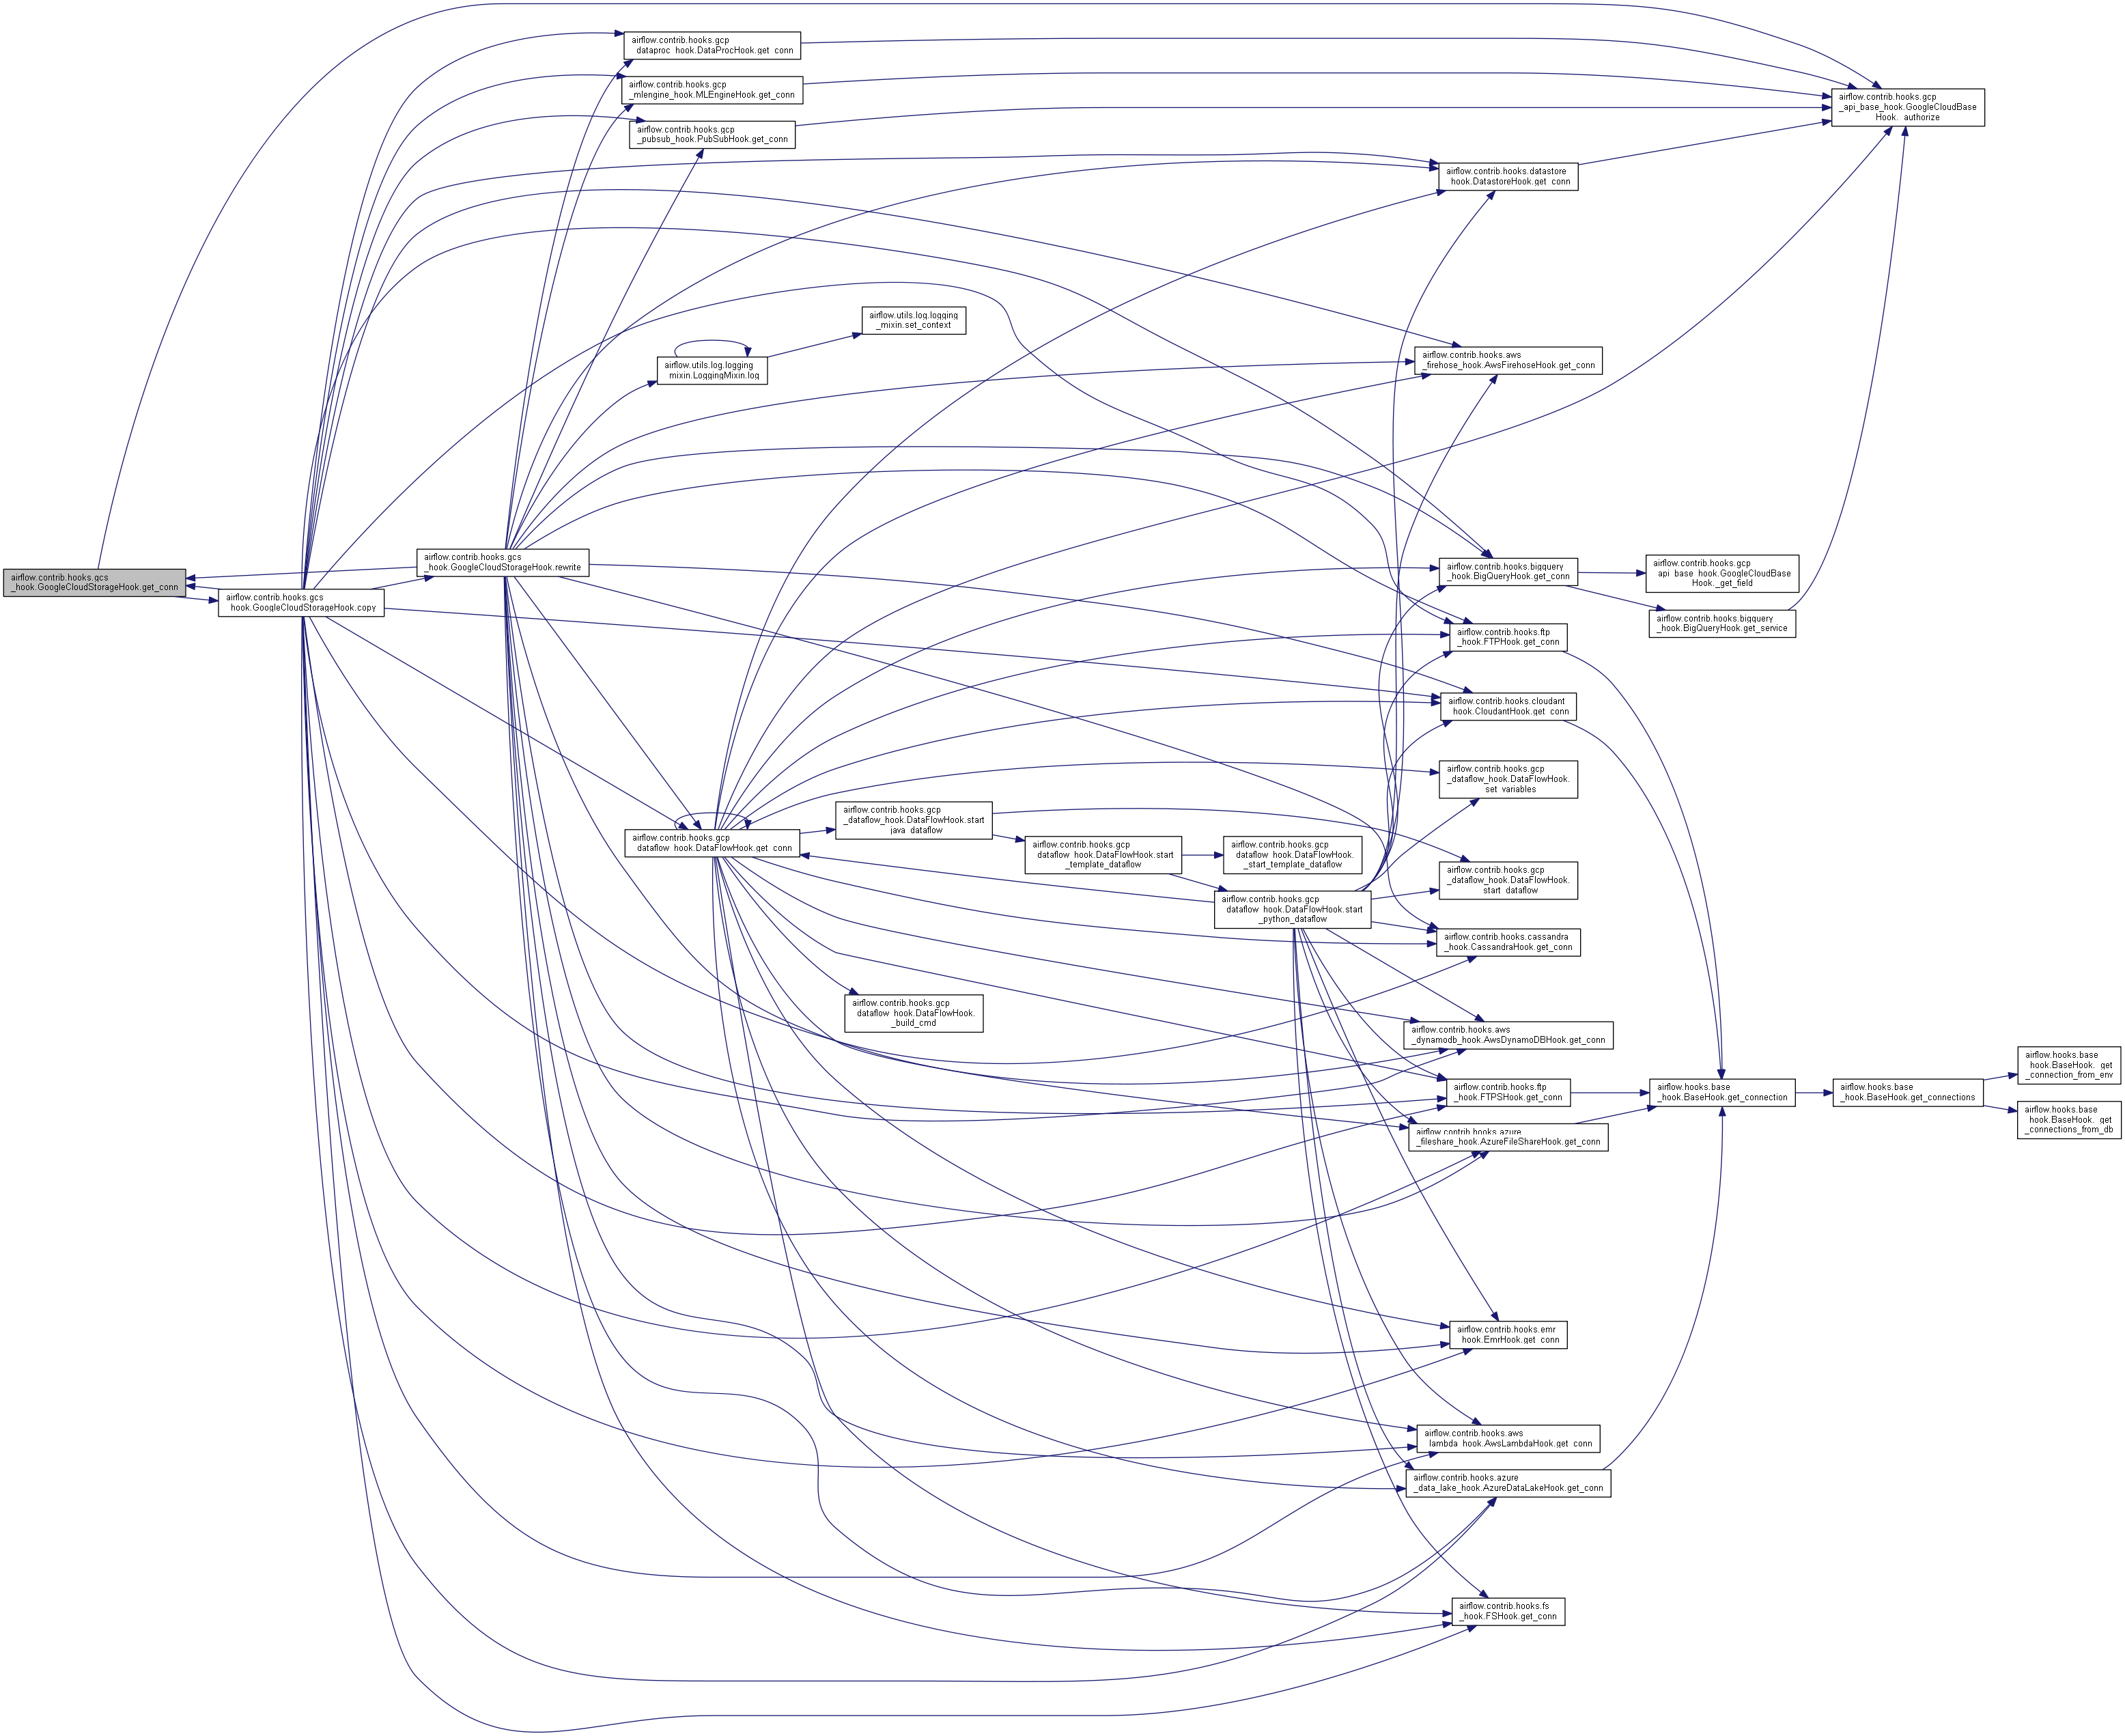 airflow.contrib.hooks.gcp
dataproc_hook.DataProcHook.get_conn
airflow.contrib.hooks.gcp
_mlengine_hook.MLEngineHook.get_conn
airflow.contrib.hooks.gcp
_api_base_hook.GoogleCloudBase
Hook._authorize
airflow.contrib.hooks.gcp
_pubsub_hook.PubSubHook.get_conn
airflow.contrib.hooks.datastore
_hook.DatastoreHook.get_conn
airflow.utils.log.logging
_mixin.set_context
airflow.utils.log.logging
_mixin.LoggingMixin.log
airflow.contrib.hooks.aws
_firehose_hook.AwsFirehoseHook.get_conn
airflow.contrib.hooks.gcs
_hook.GoogleCloudStorageHook.rewrite
airflow.contrib.hooks.gcs
_hook.GoogleCloudStorageHook.get_conn
airflow.contrib.hooks.gcs
_hook.GoogleCloudStorageHook.copy
airflow.contrib.hooks.bigquery
_hook.BigQueryHook.get_conn
airflow.contrib.hooks.gcp
_api_base_hook.GoogleCloudBase
Hook._get_field
airflow.contrib.hooks.bigquery
_hook.BigQueryHook.get_service
airflow.contrib.hooks.ftp
_hook.FTPHook.get_conn
airflow.contrib.hooks.cloudant
_hook.CloudantHook.get_conn
airflow.contrib.hooks.gcp
_dataflow_hook.DataFlowHook.
_set_variables
airflow.contrib.hooks.gcp
_dataflow_hook.DataFlowHook.get_conn
airflow.contrib.hooks.gcp
_dataflow_hook.DataFlowHook.start
_java_dataflow
airflow.contrib.hooks.gcp
_dataflow_hook.DataFlowHook.start
_template_dataflow
airflow.contrib.hooks.gcp
_dataflow_hook.DataFlowHook.
_start_template_dataflow
airflow.contrib.hooks.gcp
_dataflow_hook.DataFlowHook.
_start_dataflow
airflow.contrib.hooks.gcp
_dataflow_hook.DataFlowHook.start
_python_dataflow
airflow.contrib.hooks.cassandra
_hook.CassandraHook.get_conn
airflow.contrib.hooks.gcp
_dataflow_hook.DataFlowHook.
_build_cmd
airflow.contrib.hooks.aws
_dynamodb_hook.AwsDynamoDBHook.get_conn
airflow.contrib.hooks.ftp
_hook.FTPSHook.get_conn
airflow.hooks.base
_hook.BaseHook.get_connection
airflow.hooks.base
_hook.BaseHook.get_connections
airflow.hooks.base
_hook.BaseHook._get
_connection_from_env
airflow.hooks.base
_hook.BaseHook._get
_connections_from_db
airflow.contrib.hooks.azure
_fileshare_hook.AzureFileShareHook.get_conn
airflow.contrib.hooks.emr
_hook.EmrHook.get_conn
airflow.contrib.hooks.aws
_lambda_hook.AwsLambdaHook.get_conn
airflow.contrib.hooks.azure
_data_lake_hook.AzureDataLakeHook.get_conn
airflow.contrib.hooks.fs
_hook.FSHook.get_conn